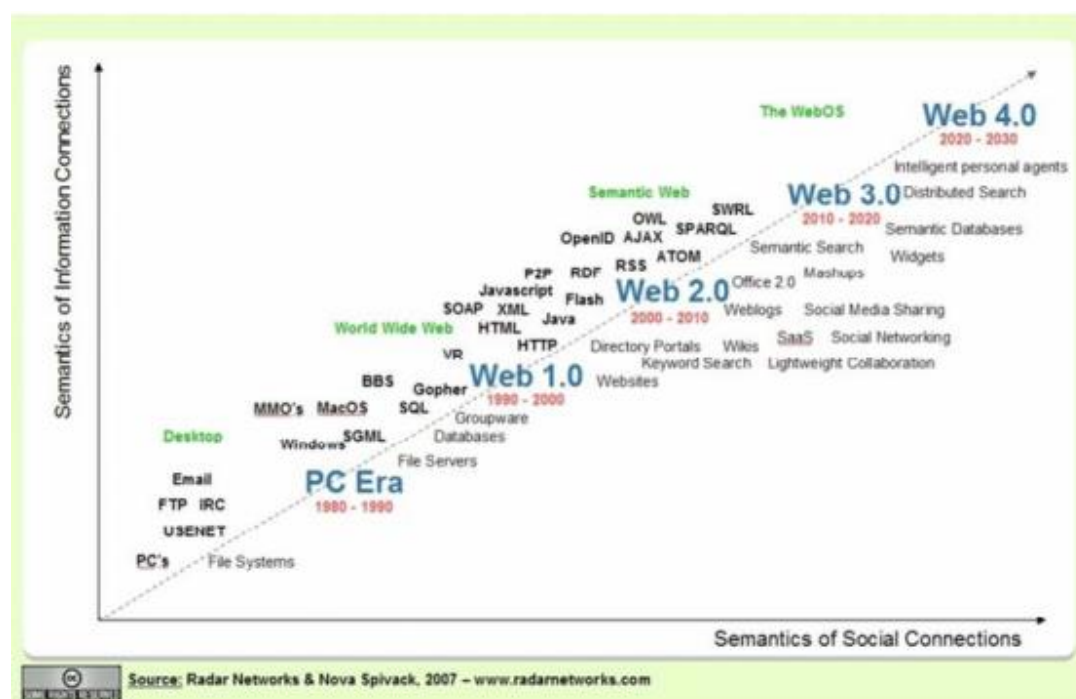 Semantics of Information Connections
The WebOS
Web 4.0
2020 - 2030
Intelligent personal agents
Semantic Web
Web 3.0
Distributed Search
2010 - 2020
SWRL
OWL
SPARQL
Semantic Databases
OpenID AJAX
Semantic Search
ATOM
Widgets
RSS
P2P RDF
Mashups
Office 2.0
Javascript
Web 2.0
Flash
SOAP XML
Weblogs Social Media Sharing
2000 - 2010
Java
World Wide Web
HTML
SaaS Social Networking
HTTP
Directory Portals Wikis
VR
Keyword Search Lightweight Collaboration
Web 1.0
BBS
Websites
Gopher
1990 - 2000
MMO's MacOS SQL
Groupware
Desktop
SGML
Databases
Windows
File Servers
Email
PC Era
FTP IRC
1980 - 1990
USENET
PC's File Systems
Semantics of Social Connections
cc
SOME RIGHTS RESERVED
Source: Radar Networks & Nova Spivack, 2007 – www.radarnetworks.com